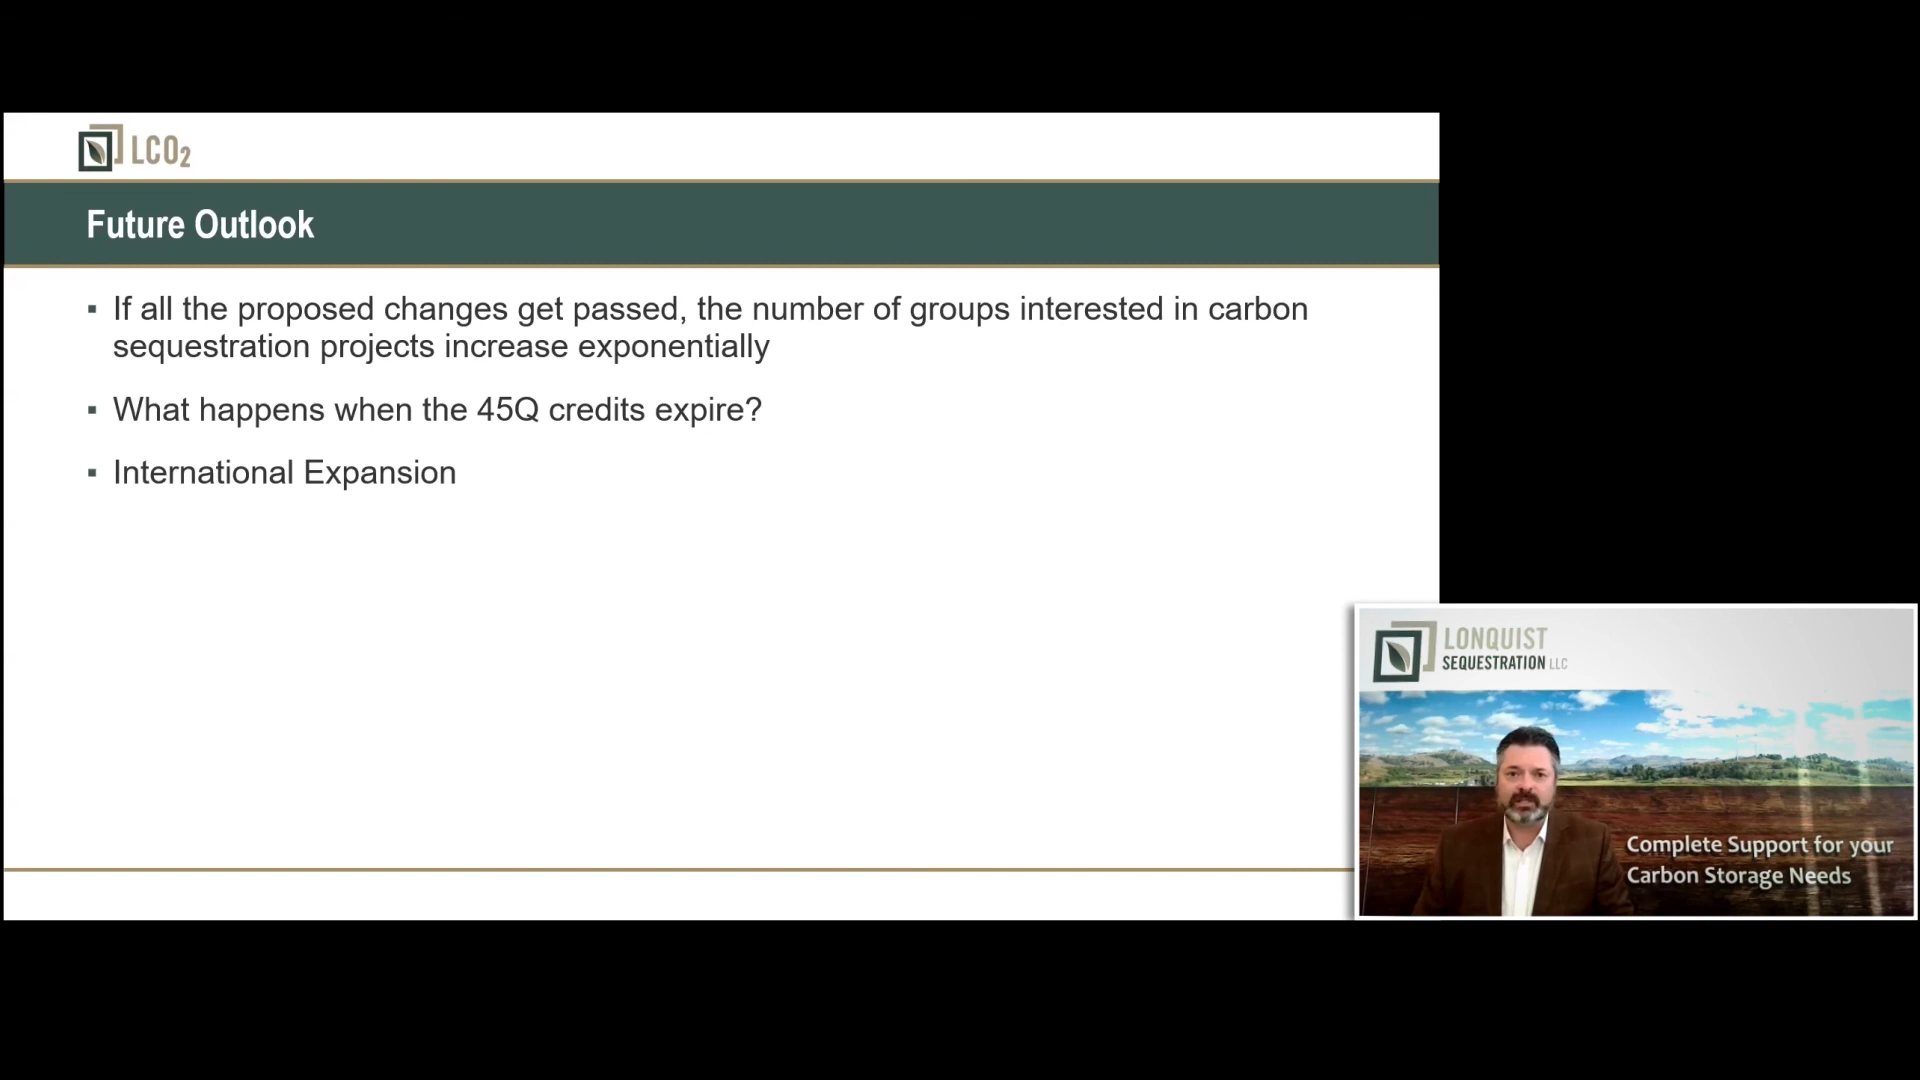 LCO2
Future Outlook
▪ If all the proposed changes get passed, the number of groups interested in carbon
sequestration projects increase exponentially
▪ What happens when the 45Q credits expire?
▪ International Expansion
LONQUIST
SEQUESTRATION LLC
Complete Support for your
Carbon Storage Needs